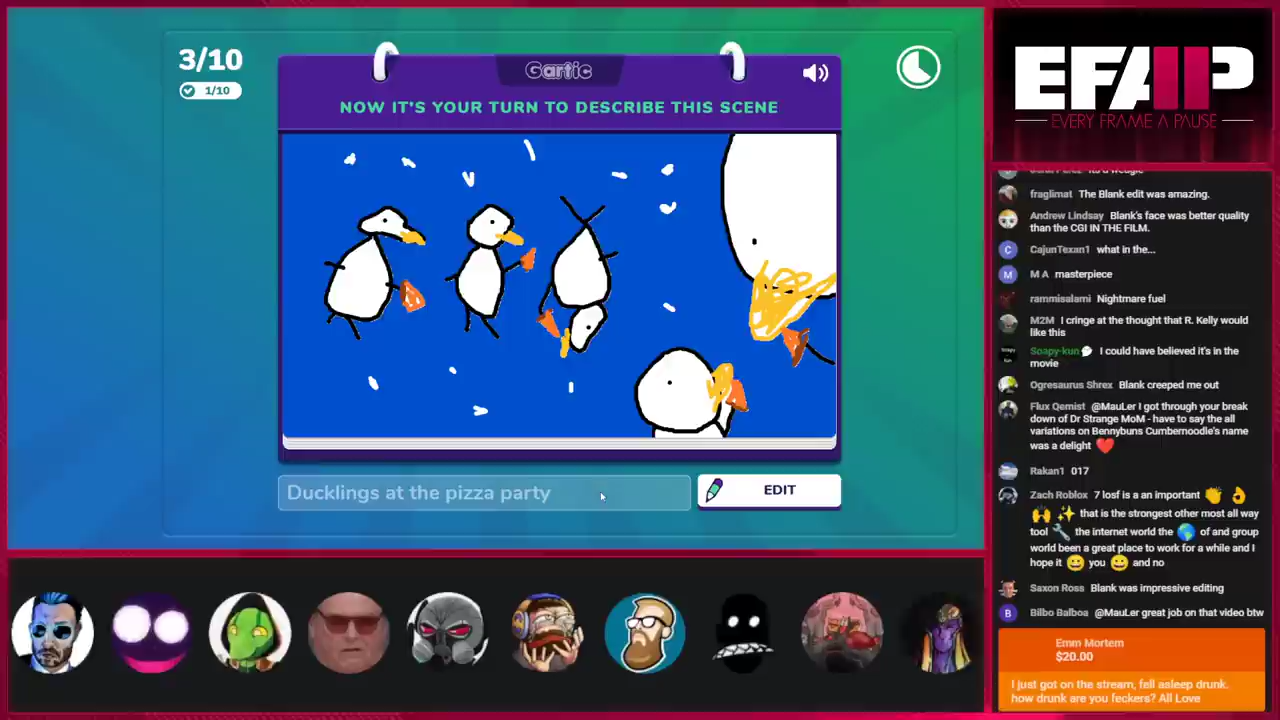 3/10
1/10
Gartic
NOW IT'S YOUR TURN TO DESCRIBE THIS SCENE
Ducklings at the pizza party
EDIT
EFAP
EVERY FRAME A PAUSE
fraglimat The Blank edit was amazing.
Andrew Lindsay Blank's face was better quality
than the CGI IN THE FILM.
C CajunTexan1 what in the...
M M A masterpiece
rammisalami Nightmare fuel
M2M I cringe at the thought that R. Kelly would
like this
Soapy-kun I could have believed it's in the
movie
Ogresaurus Shrex Blank creeped me out
Flux Qemist @MauLer I got through your break
down of Dr Strange MoM - have to say the all
variations on Bennybuns Cumbernoodle's name
was a delight ❤️
Rakan1 017
Zach Roblox 7 losf is a an important 👏 👌
🙌 ✨ that is the strongest other most all way
tool 🔧 the internet world the 🌎 of and group
world been a great place to work for a while and I
hope it 😀 you 😀 and no
Saxon Ross Blank was impressive editing
B Bilbo Balboa @MauLer great job on that video btw
Emm Mortem
$20.00
I just got on the stream, fell asleep drunk.
how drunk are you feckers? All Love